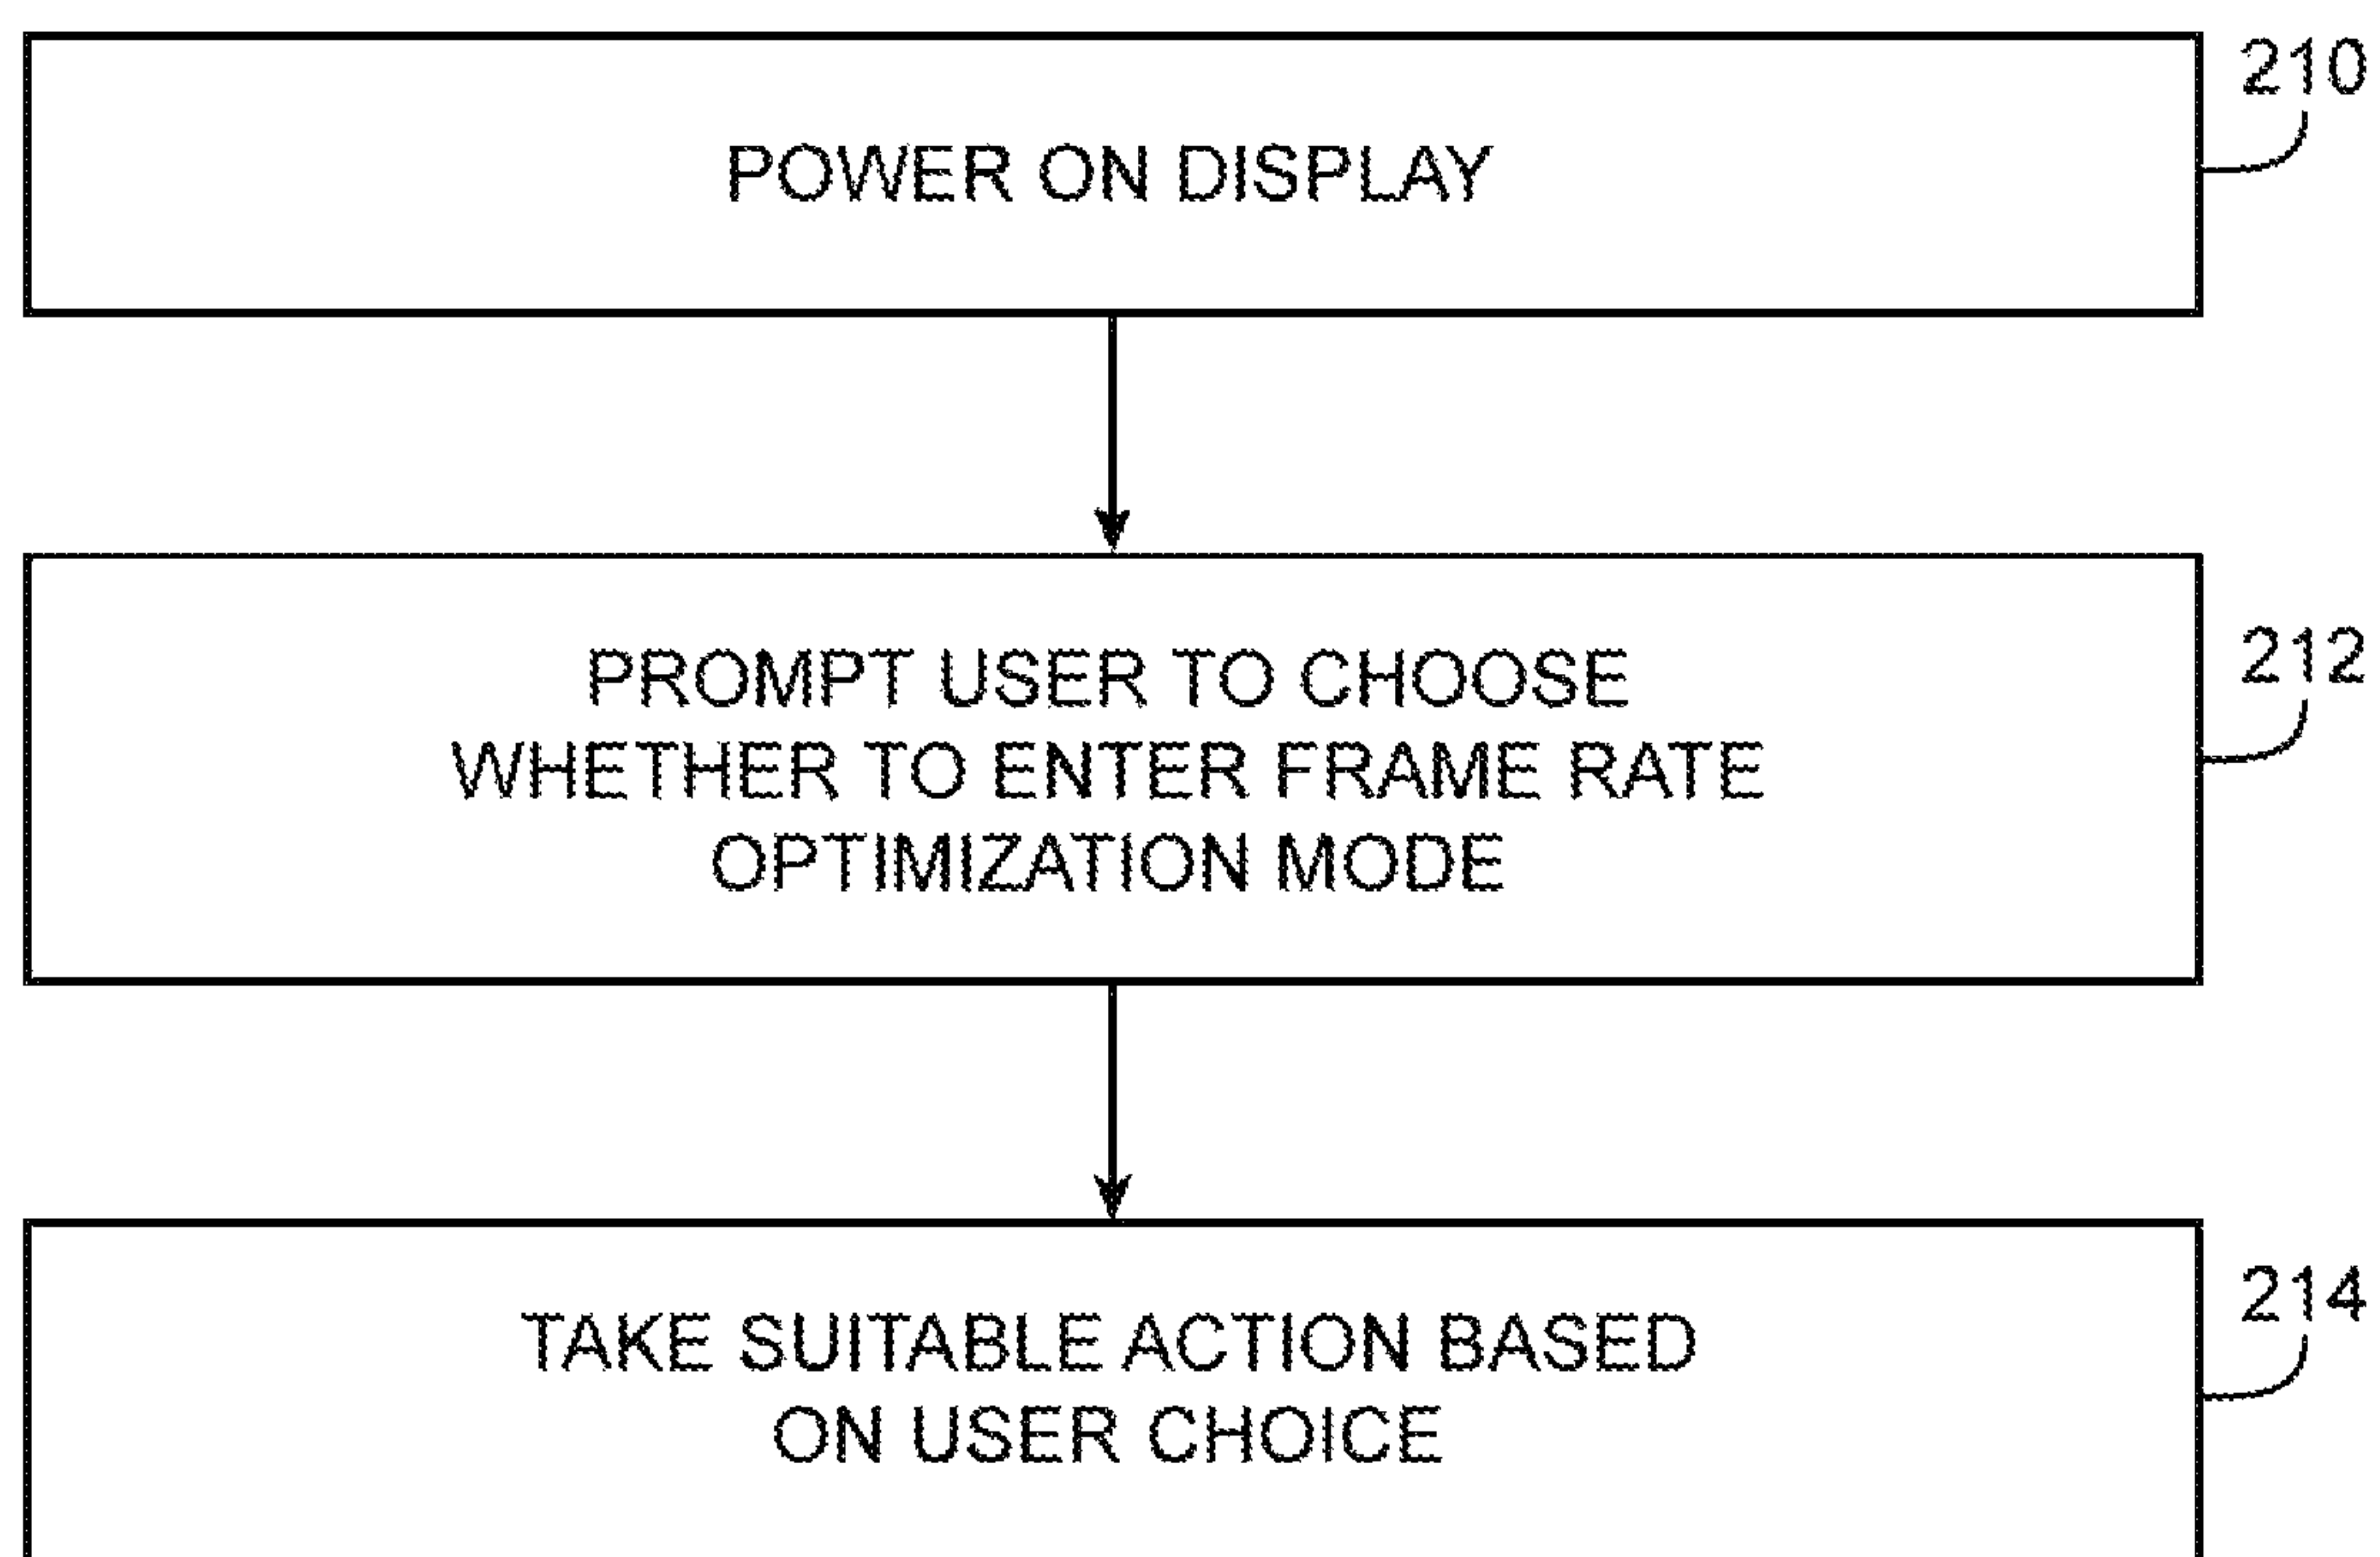 210
POWER ON DISPLAY
212
PROMPT USER TO CHOOSE
WHETHER TO ENTER FRAME RATE
OPTIMIZATION MODE
214
TAKE SUITABLE ACTION BASED
ON USER CHOICE